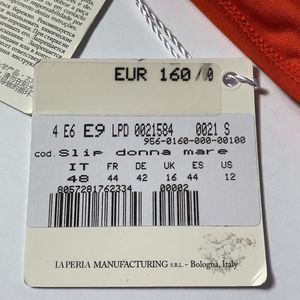 EUR 160/0
4 E6 E9 LPD 0021584 0021 S
956-0160-000-00100
cod. Slip donna mare
IT FR DE UK ES US
48 44 42 16 44 12
8057281762334 00002
LA PERLA MANUFACTURING S.R.L. - Bologna, Italy